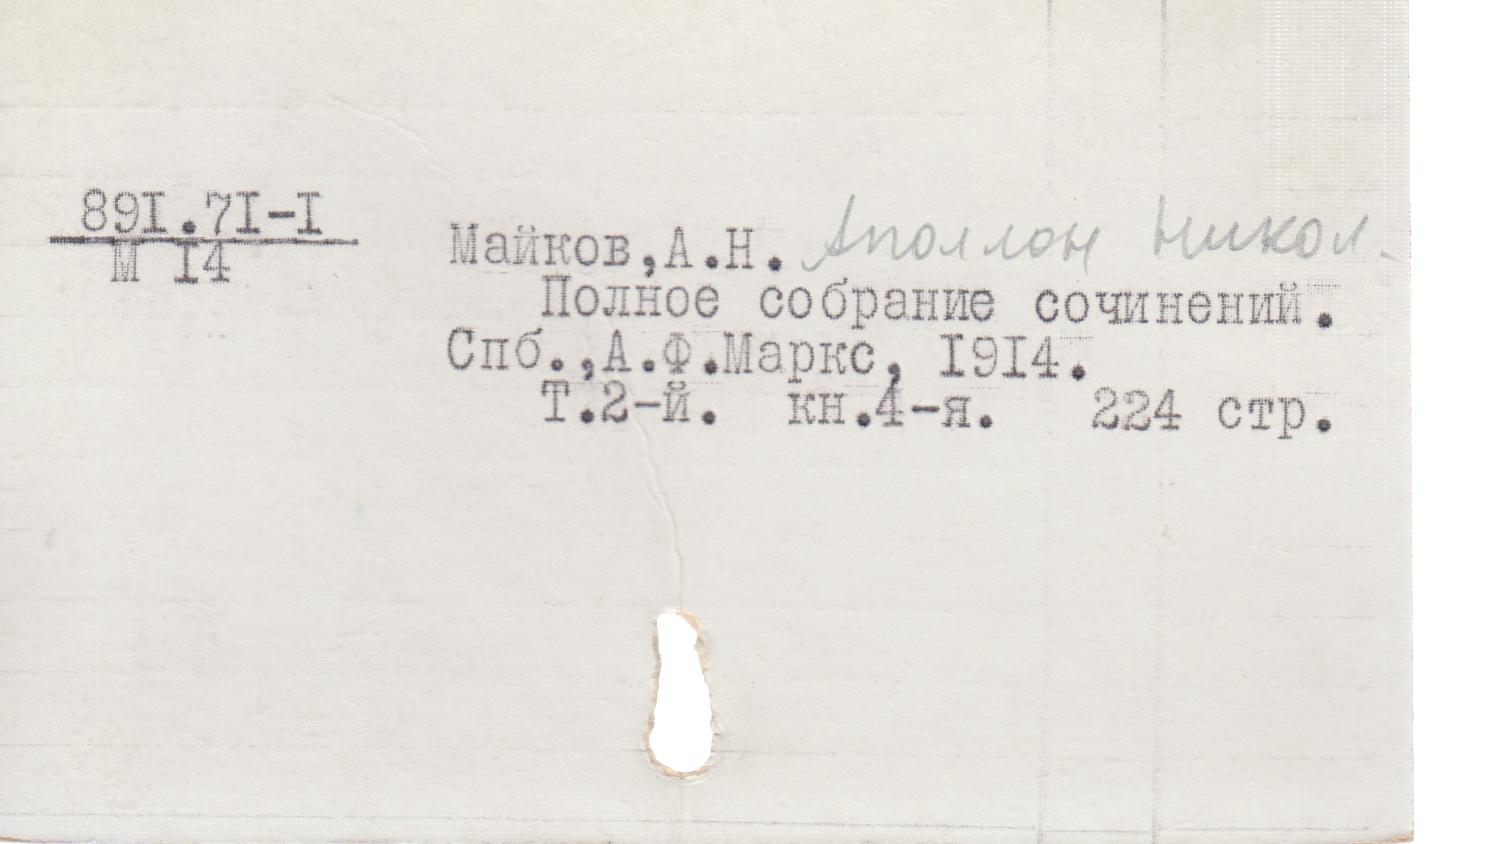 891.71-1
М 14
Майков,А.Н. Аполлон Никол.
Полное собрание сочинений.
Спб.,А.Ф.Маркс, 1914.
Т.2-й. кн.4-я. 224 стр.